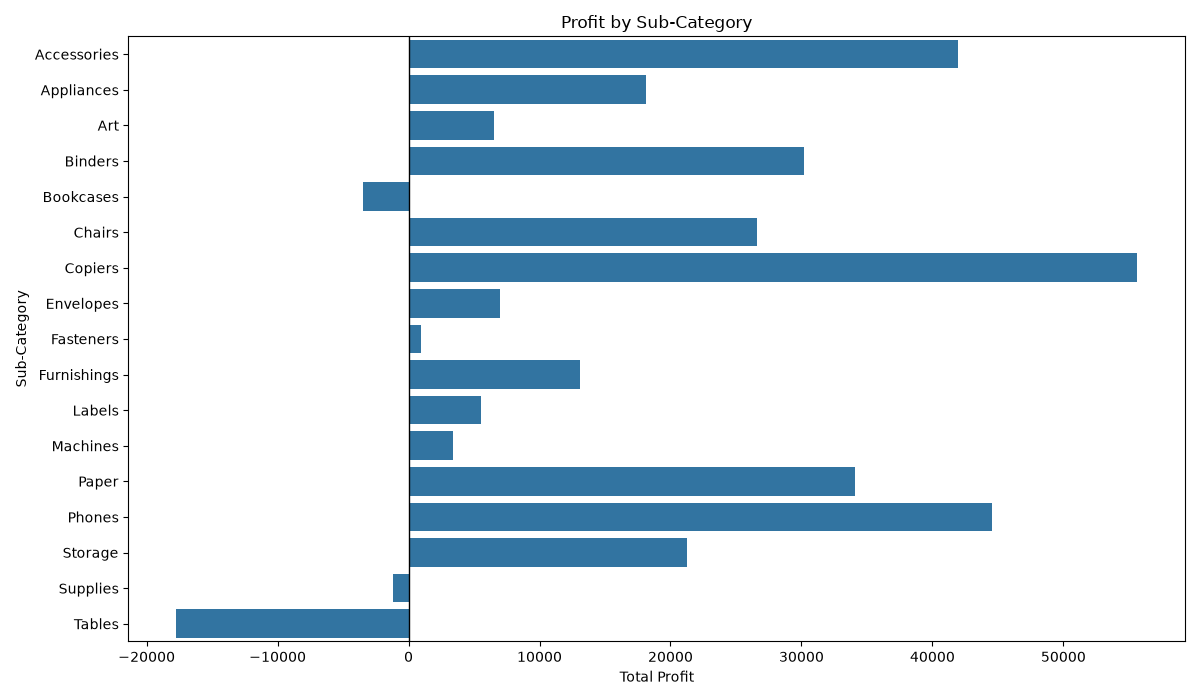 Profit by Sub-Category
Accessories
Appliances
Art
Binders
Bookcases
Chairs
Copiers
Envelopes
Fasteners
Furnishings
Labels
Machines
Paper
Phones
Storage
Supplies
Tables
Sub-Category
−20000 −10000 0 10000 20000 30000 40000 50000
Total Profit